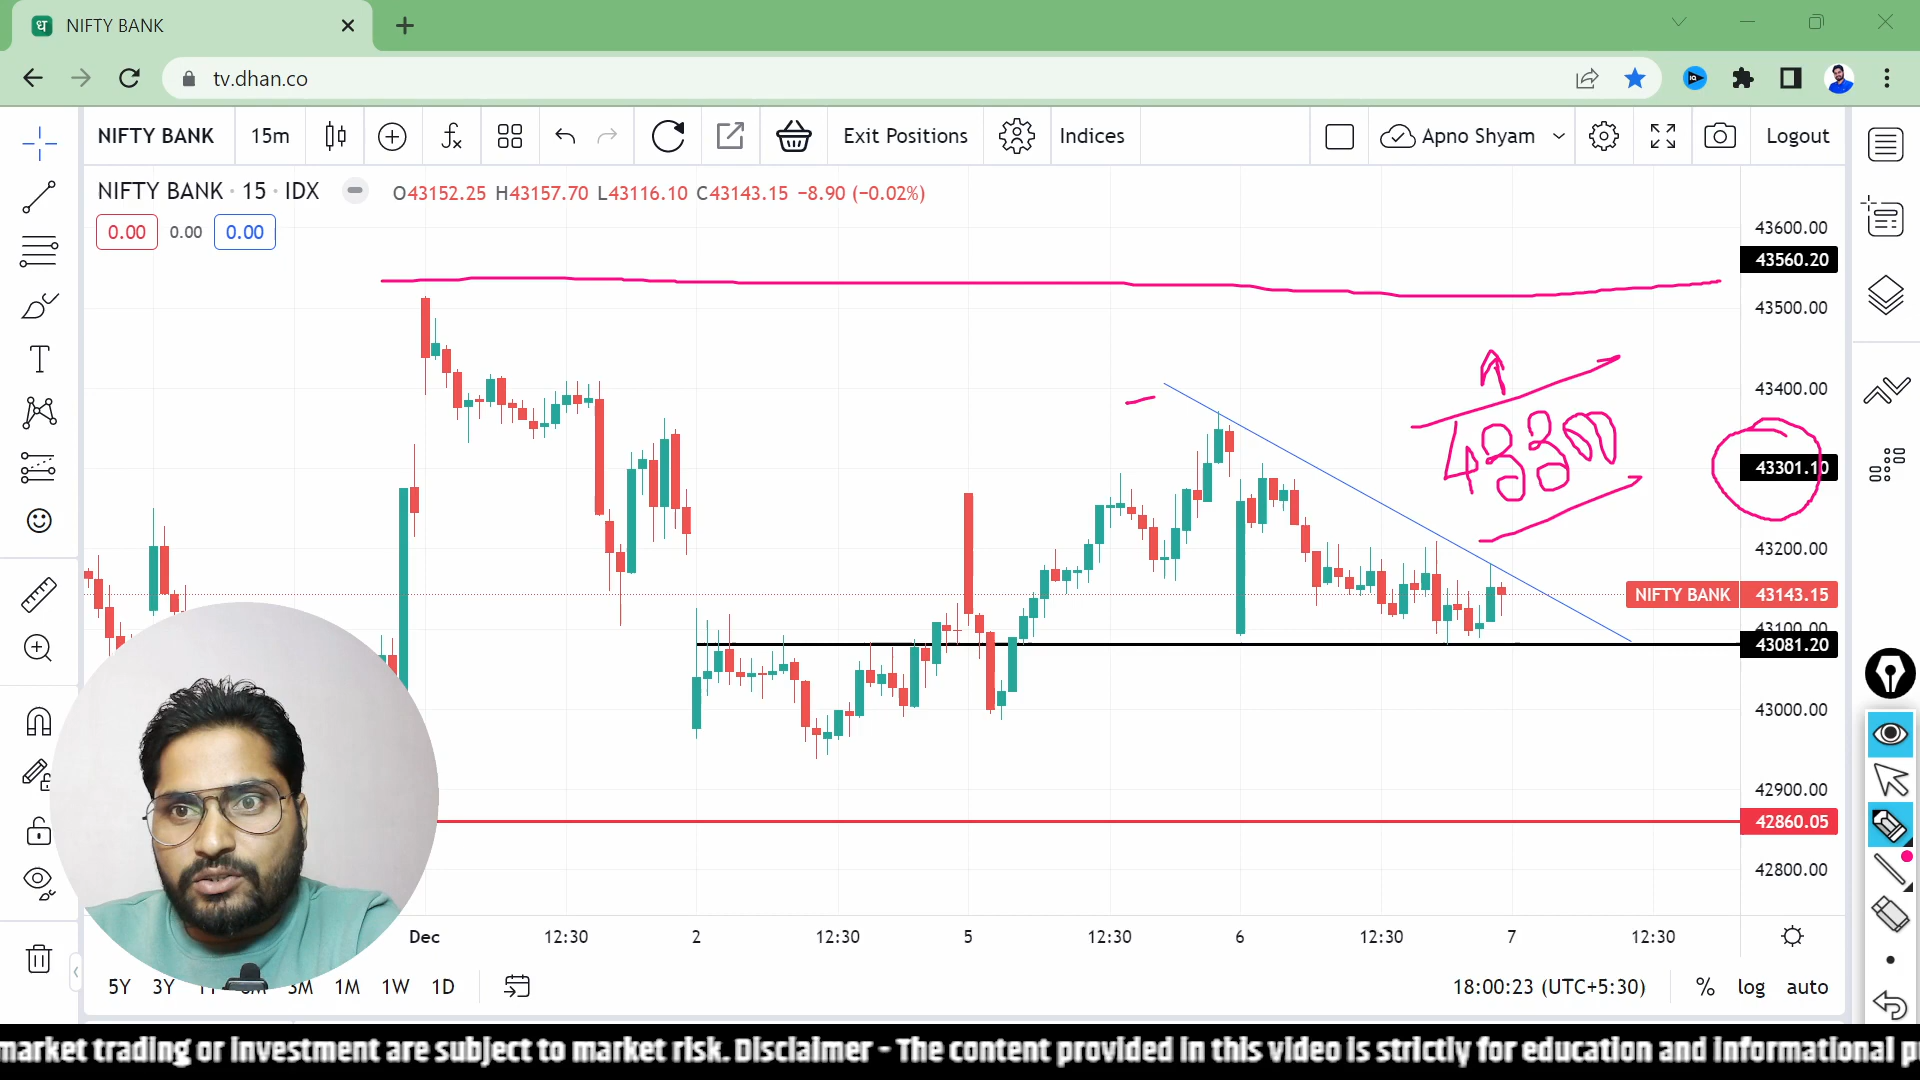 ध NIFTY BANK
tv.dhan.co
NIFTY BANK 15m Exit Positions Indices Apno Shyam Logout
NIFTY BANK · 15 · IDX O43152.25 H43157.70 L43116.10 C43143.15 −8.90 (−0.02%)
0.00 0.00 0.00
43600.00
43560.20
43500.00
43400.00
43300
43301.10
43200.00
NIFTY BANK 43143.15
43100.00
43081.20
43000.00
42900.00
42860.05
42800.00
Dec 12:30 2 12:30 5 12:30 6 12:30 7 12:30
5Y 3Y 3M 1M 1W 1D 18:00:23 (UTC+5:30) % log auto
market trading or investment are subject to market risk. Disclaimer - The content provided in this video is strictly for education and informational